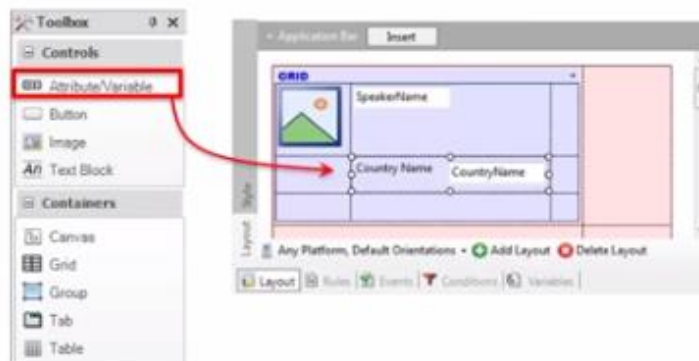 Toolbox
Controls
Attribute/Variable
Button
Image
Text Block
Containers
Canvas
Grid
Group
Tab
Table
Application Bar
Insert
GRID
SpeakerName
Country Name
CountryName
Style
Layout
Any Platform, Default Orientations
Add Layout
Delete Layout
Layout
Rules
Events
Conditions
Variables